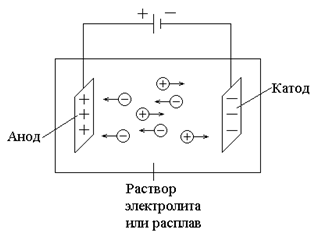 + −
Катод
Анод
Раствор
электролита
или расплав